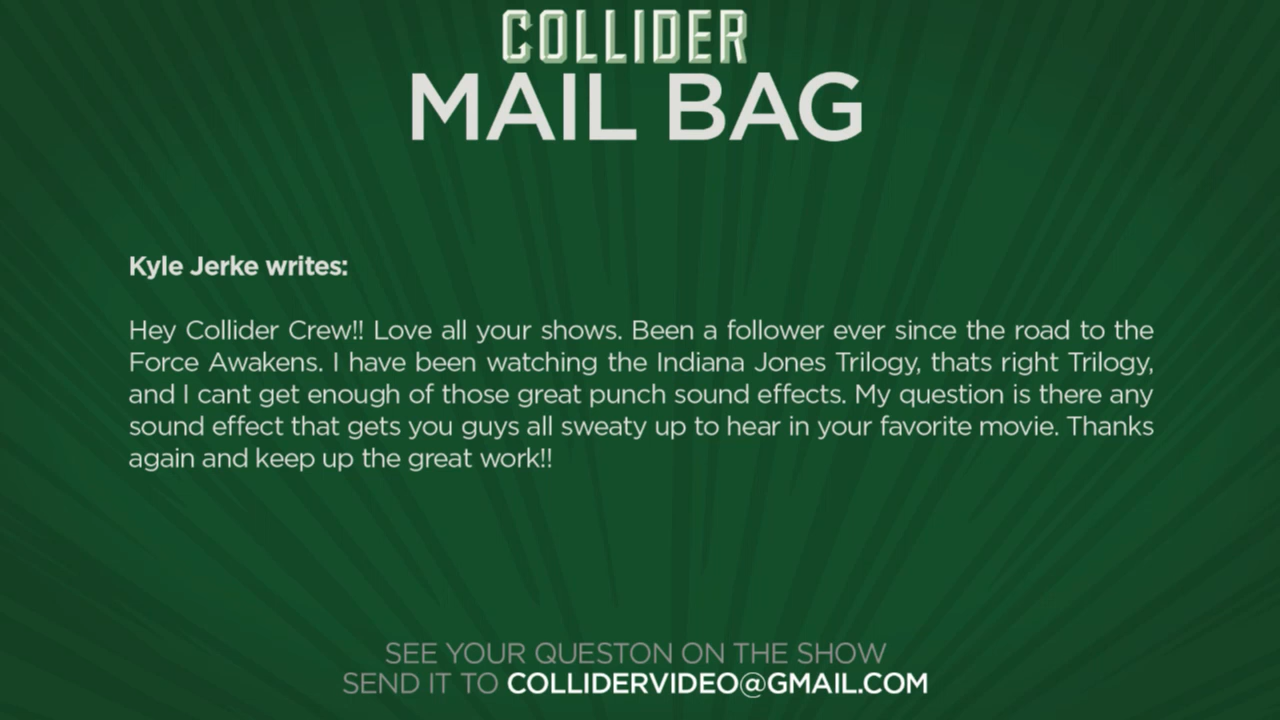 COLLIDER
MAIL BAG
Kyle Jerke writes:
Hey Collider Crew!! Love all your shows. Been a follower ever since the road to the
Force Awakens. I have been watching the Indiana Jones Trilogy, thats right Trilogy,
and I cant get enough of those great punch sound effects. My question is there any
sound effect that gets you guys all sweaty up to hear in your favorite movie. Thanks
again and keep up the great work!!
SEE YOUR QUESTON ON THE SHOW
SEND IT TO COLLIDERVIDEO@GMAIL.COM